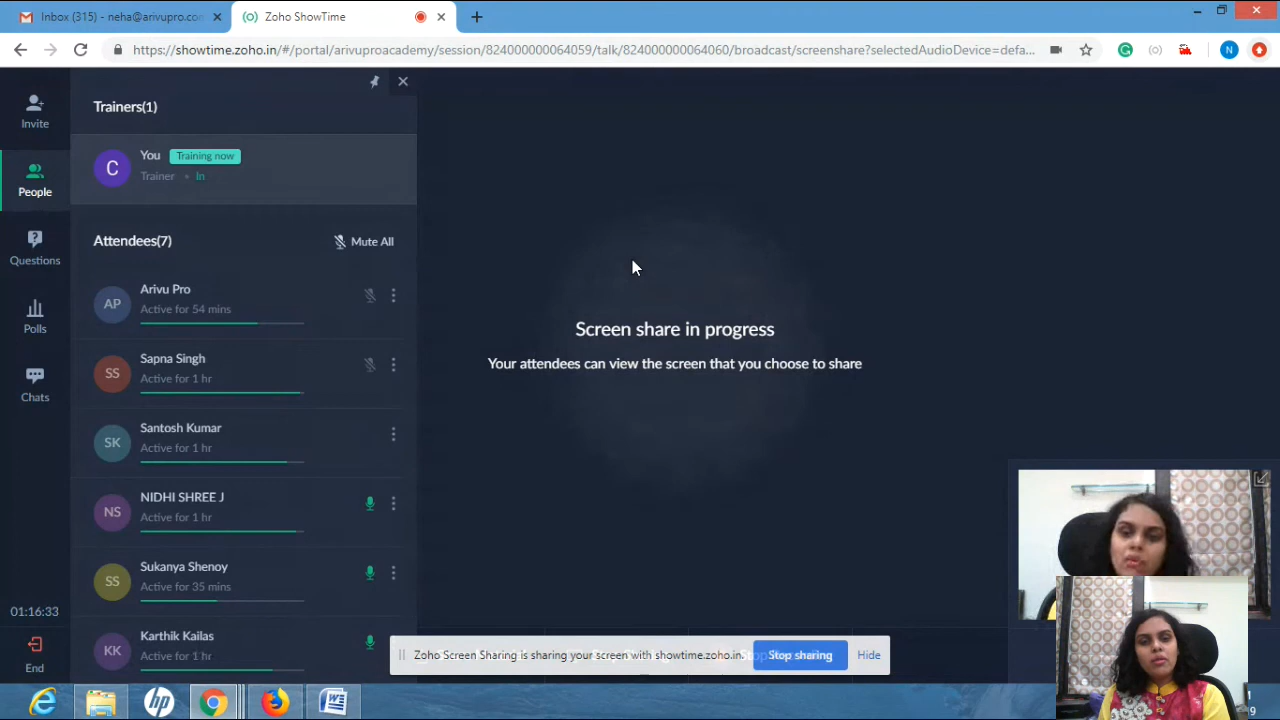 Inbox (315) - neha@arivupro.co
Zoho ShowTime
https://showtime.zoho.in/#/portal/arivuproacademy/session/824000000064059/talk/824000000064060/broadcast/screenshare?selectedAudioDevice=defa...
N
Invite
People
Questions
Polls
Chats
01:16:33
End
Trainers(1)
C
You
Training now
Trainer • In
Attendees(7)
Mute All
AP
Arivu Pro
Active for 54 mins
SS
Sapna Singh
Active for 1 hr
SK
Santosh Kumar
Active for 1 hr
NS
NIDHI SHREE J
Active for 1 hr
SS
Sukanya Shenoy
Active for 35 mins
KK
Karthik Kailas
Active for 1 hr
Screen share in progress
Your attendees can view the screen that you choose to share
Zoho Screen Sharing is sharing your screen with showtime.zoho.in.
Stop sharing
Hide
hp
W